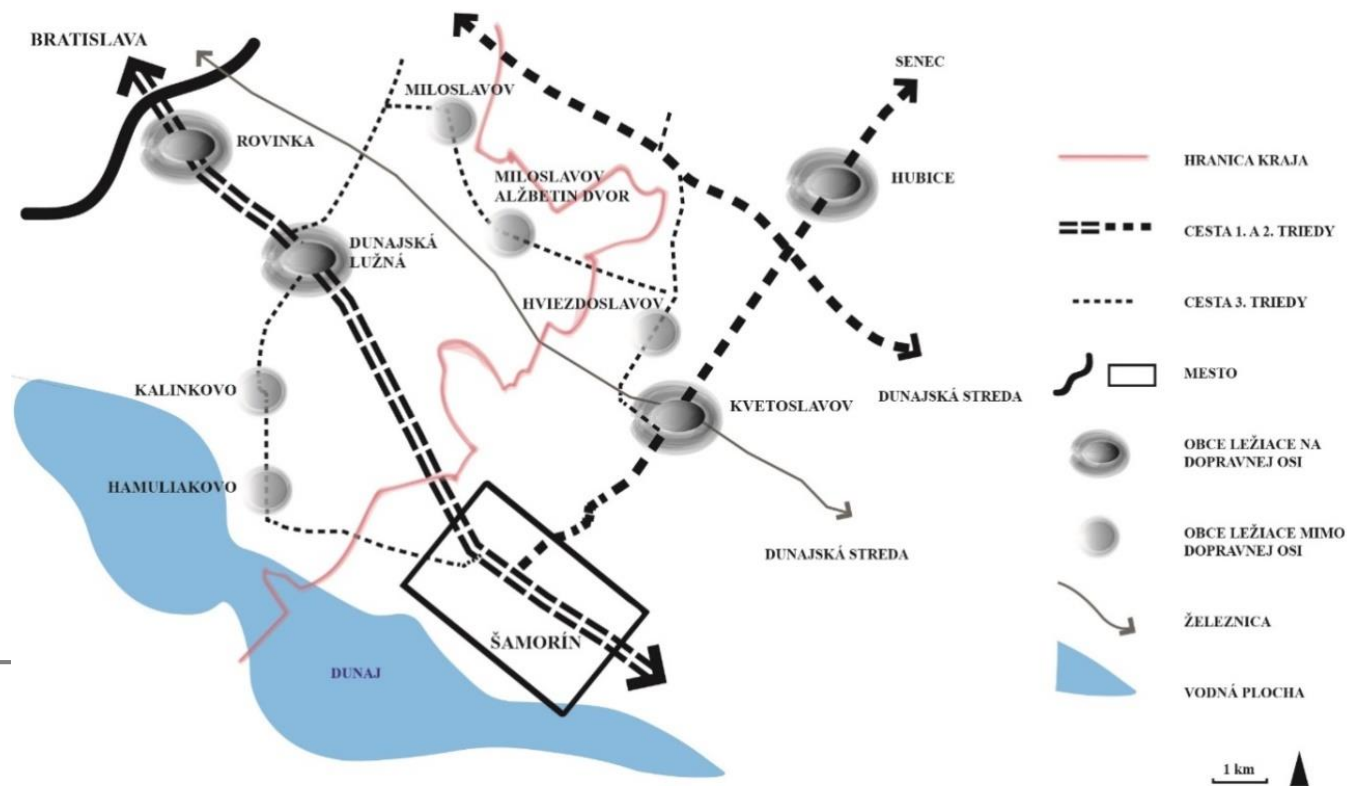 BRATISLAVA
ROVINKA
MILOSLAVOV
SENEC
MILOSLAVOV
ALŽBETIN DVOR
HUBICE
DUNAJSKÁ
LUŽNÁ
HVIEZDOSLAVOV
KALINKOVO
KVETOSLAVOV
DUNAJSKÁ STREDA
HAMULIAKOVO
DUNAJSKÁ STREDA
ŠAMORÍN
DUNAJ
HRANICA KRAJA
CESTA 1. A 2. TRIEDY
CESTA 3. TRIEDY
MESTO
OBCE LEŽIACE NA
DOPRAVNEJ OSI
OBCE LEŽIACE MIMO
DOPRAVNEJ OSI
ŽELEZNICA
VODNÁ PLOCHA
1 km